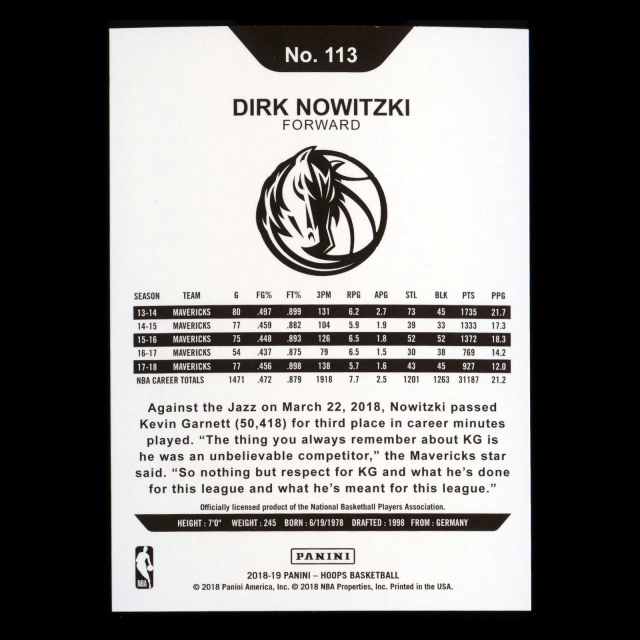 No. 113
DIRK NOWITZKI
FORWARD
SEASON TEAM G FG% FT% 3PM RPG APG STL BLK PTS PPG
13-14 MAVERICKS 80 .497 .899 131 6.2 2.7 73 45 1735 21.7
14-15 MAVERICKS 77 .459 .882 104 5.9 1.9 39 33 1333 17.3
15-16 MAVERICKS 75 .448 .893 126 6.5 1.8 52 52 1372 18.3
16-17 MAVERICKS 54 .437 .875 79 6.5 1.5 30 38 769 14.2
17-18 MAVERICKS 77 .456 .898 138 5.7 1.6 43 45 927 12.0
NBA CAREER TOTALS 1471 .472 .879 1918 7.7 2.5 1201 1263 31187 21.2
Against the Jazz on March 22, 2018, Nowitzki passed
Kevin Garnett (50,418) for third place in career minutes
played. “The thing you always remember about KG is
he was an unbelievable competitor,” the Mavericks star
said. “So nothing but respect for KG and what he’s done
for this league and what he’s meant for this league.”
Officially licensed product of the National Basketball Players Association.
HEIGHT : 7'0" WEIGHT : 245 BORN : 6/19/1978 DRAFTED : 1998 FROM : GERMANY
PANINI
NBA
2018-19 PANINI – HOOPS BASKETBALL
© 2018 Panini America, Inc. © 2018 NBA Properties, Inc. Printed in the USA.